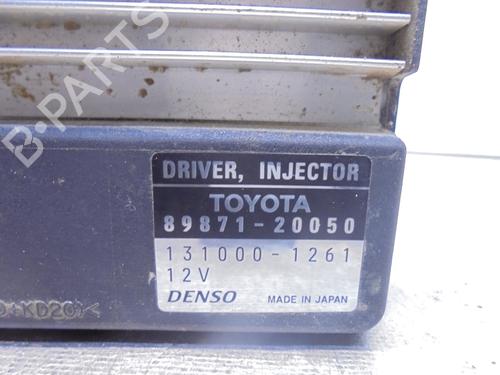 B-PARTS
DRIVER, INJECTOR
TOYOTA
89871-20050
131000-1261
12V
DENSO MADE IN JAPAN